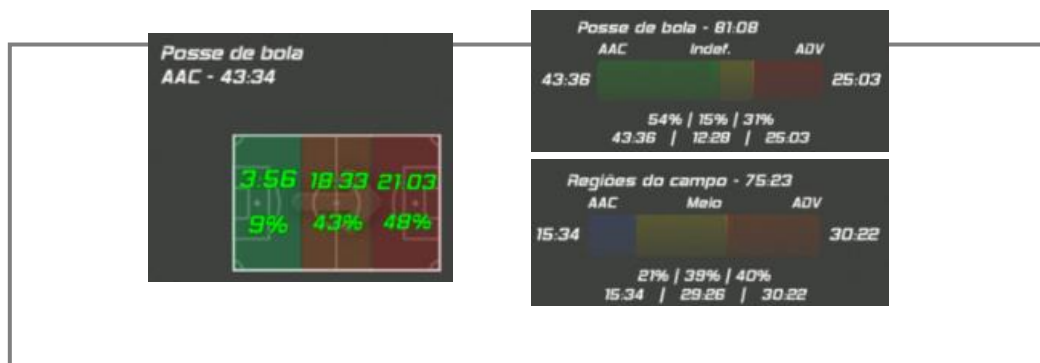 Posse de bola
AAC - 43:34
3:56 18:33 21:03
9% 43% 48%
Posse de bola - 81:08
AAC Indef. ADV
43:36 25:03
54% | 15% | 31%
43:36 | 12:28 | 25:03
Regiões do campo - 75:23
AAC Meio ADV
15:34 30:22
21% | 39% | 40%
15:34 | 29:26 | 30:22